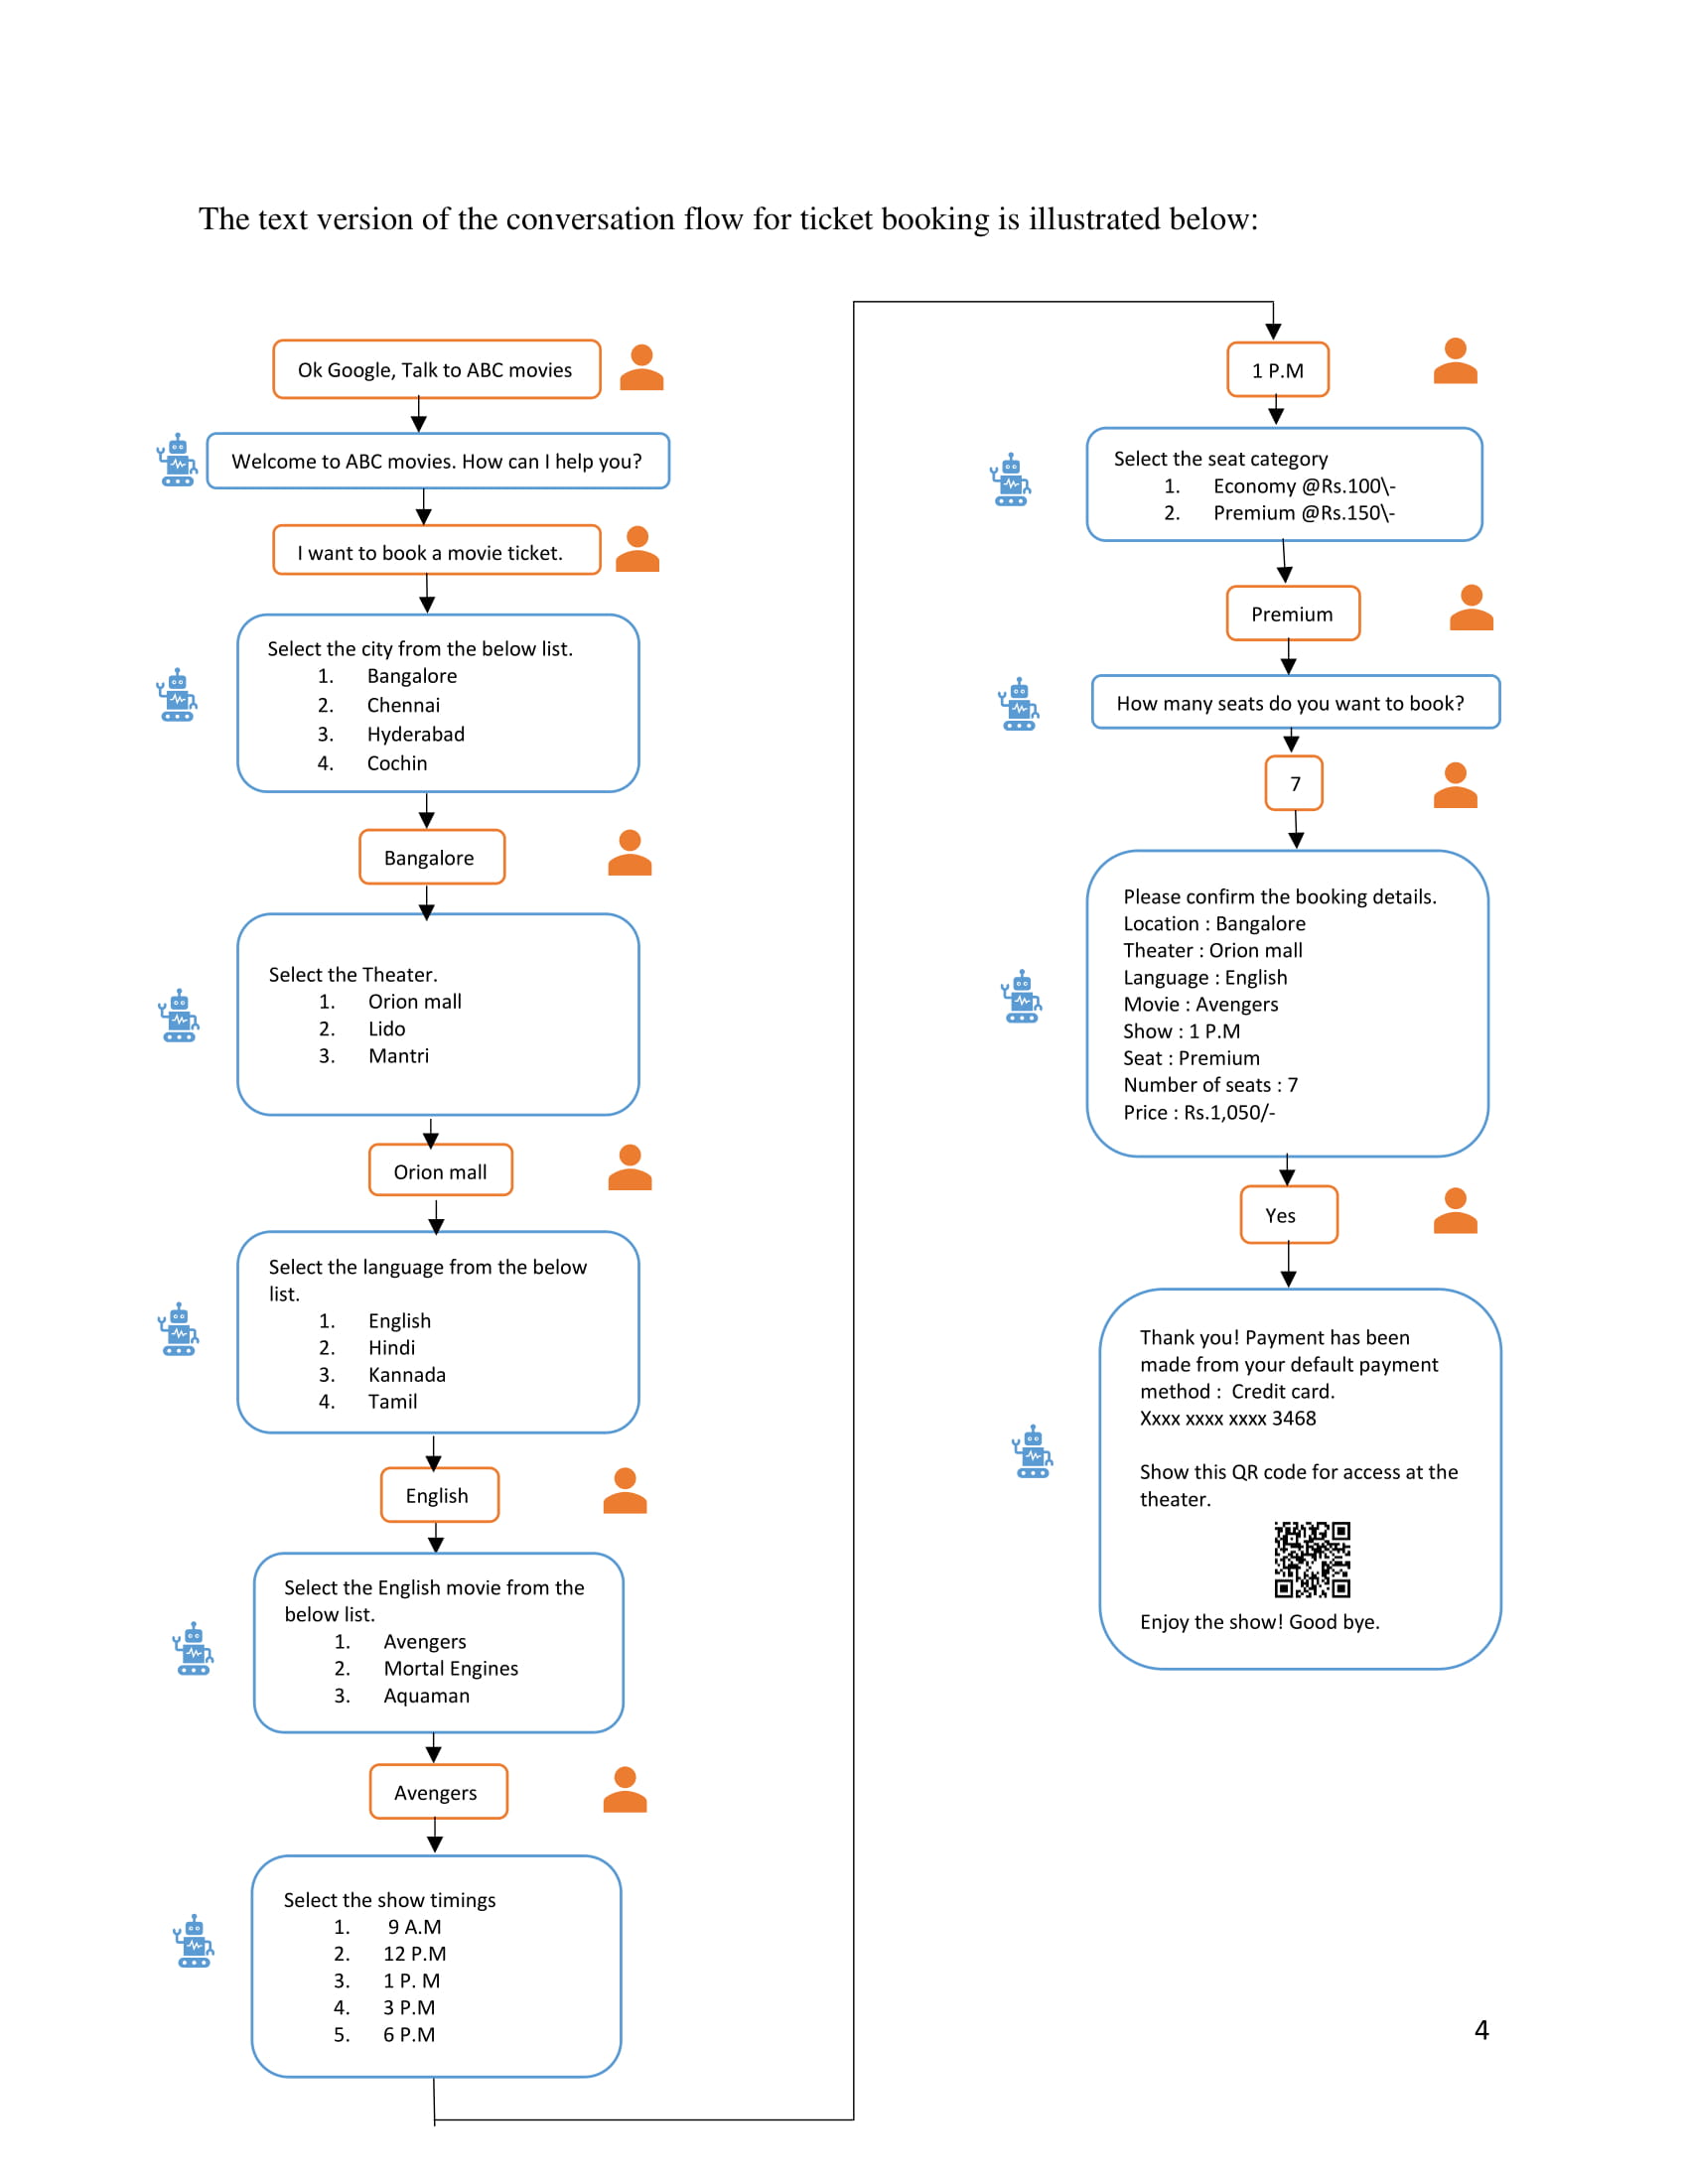 The text version of the conversation flow for ticket booking is illustrated below:
Ok Google, Talk to ABC movies
Welcome to ABC movies. How can I help you?
I want to book a movie ticket.
Select the city from the below list.
1. Bangalore
2. Chennai
3. Hyderabad
4. Cochin
Bangalore
Select the Theater.
1. Orion mall
2. Lido
3. Mantri
Orion mall
Select the language from the below
list.
1. English
2. Hindi
3. Kannada
4. Tamil
English
Select the English movie from the
below list.
1. Avengers
2. Mortal Engines
3. Aquaman
Avengers
Select the show timings
1. 9 A.M
2. 12 P.M
3. 1 P. M
4. 3 P.M
5. 6 P.M
1 P.M
Select the seat category
1. Economy @Rs.100\-
2. Premium @Rs.150\-
Premium
How many seats do you want to book?
7
Please confirm the booking details.
Location : Bangalore
Theater : Orion mall
Language : English
Movie : Avengers
Show : 1 P.M
Seat : Premium
Number of seats : 7
Price : Rs.1,050/-
Yes
Thank you! Payment has been
made from your default payment
method :  Credit card.
Xxxx xxxx xxxx 3468
Show this QR code for access at the
theater.
Enjoy the show! Good bye.
4